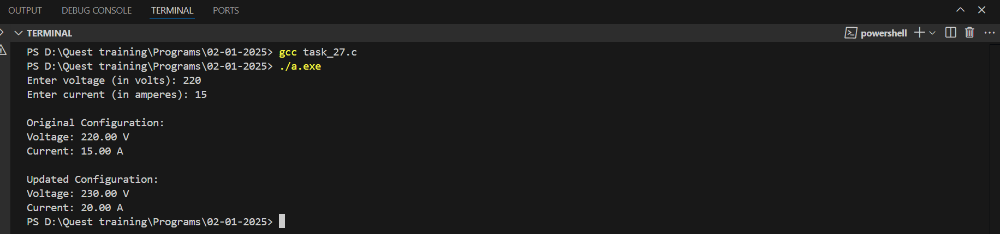 OUTPUT DEBUG CONSOLE TERMINAL PORTS
TERMINAL powershell
PS D:\Quest training\Programs\02-01-2025> gcc task_27.c
PS D:\Quest training\Programs\02-01-2025> ./a.exe
Enter voltage (in volts): 220
Enter current (in amperes): 15
Original Configuration:
Voltage: 220.00 V
Current: 15.00 A
Updated Configuration:
Voltage: 230.00 V
Current: 20.00 A
PS D:\Quest training\Programs\02-01-2025>